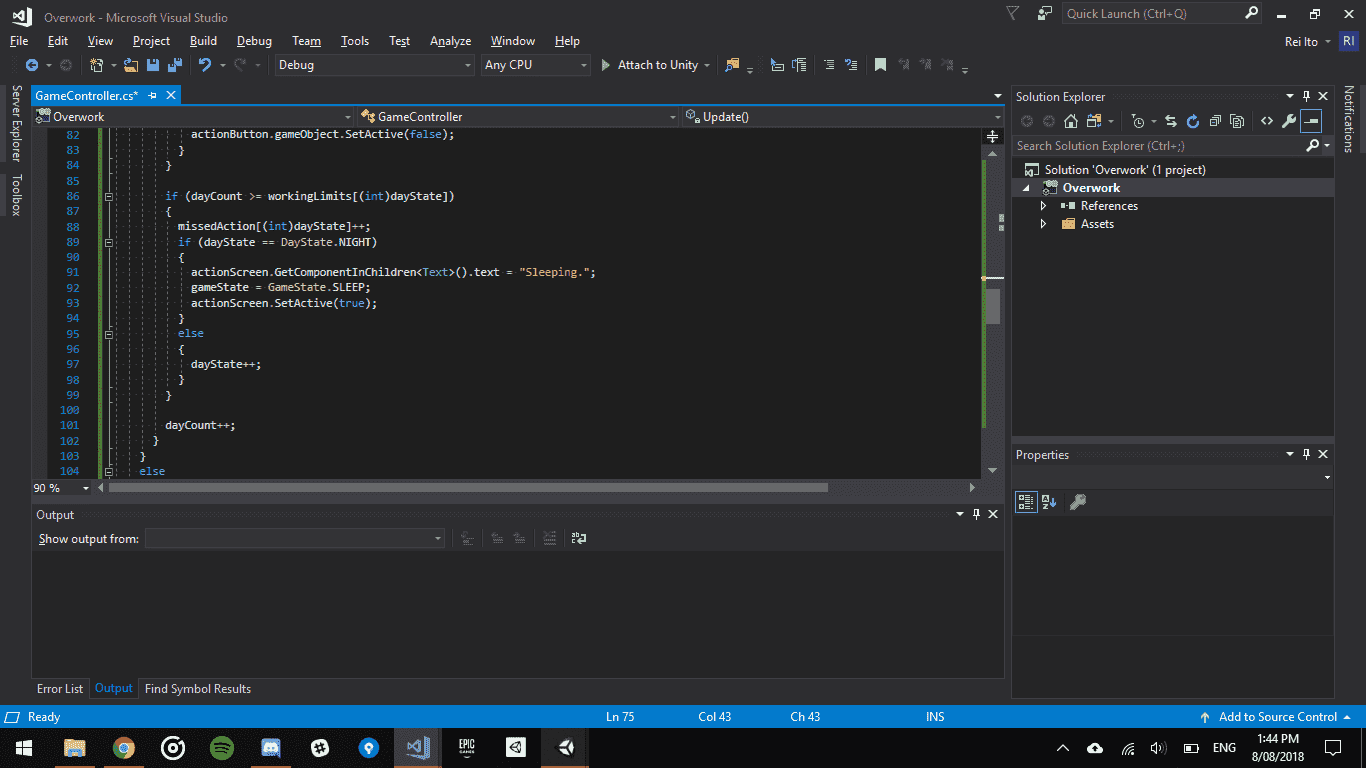 Overwork - Microsoft Visual Studio
Quick Launch (Ctrl+Q)
File Edit View Project Build Debug Team Tools Test Analyze Window Help
Rei Ito RI
Debug Any CPU Attach to Unity
Server Explorer
Toolbox
GameController.cs*
Overwork GameController Update()
82 actionButton.gameObject.SetActive(false);
83 }
84 }
85
86 if (dayCount >= workingLimits[(int)dayState])
87 {
88 missedAction[(int)dayState]++;
89 if (dayState == DayState.NIGHT)
90 {
91 actionScreen.GetComponentInChildren<Text>().text = "Sleeping.";
92 gameState = GameState.SLEEP;
93 actionScreen.SetActive(true);
94 }
95 else
96 {
97 dayState++;
98 }
99 }
100
101 dayCount++;
102 }
103 }
104 else
90 %
Output
Show output from:
Error List Output Find Symbol Results
Solution Explorer
Search Solution Explorer (Ctrl+;)
Solution 'Overwork' (1 project)
Overwork
References
Assets
Properties
Notifications
Ready Ln 75 Col 43 Ch 43 INS Add to Source Control
EPIC GAMES
ENG
1:44 PM
8/08/2018